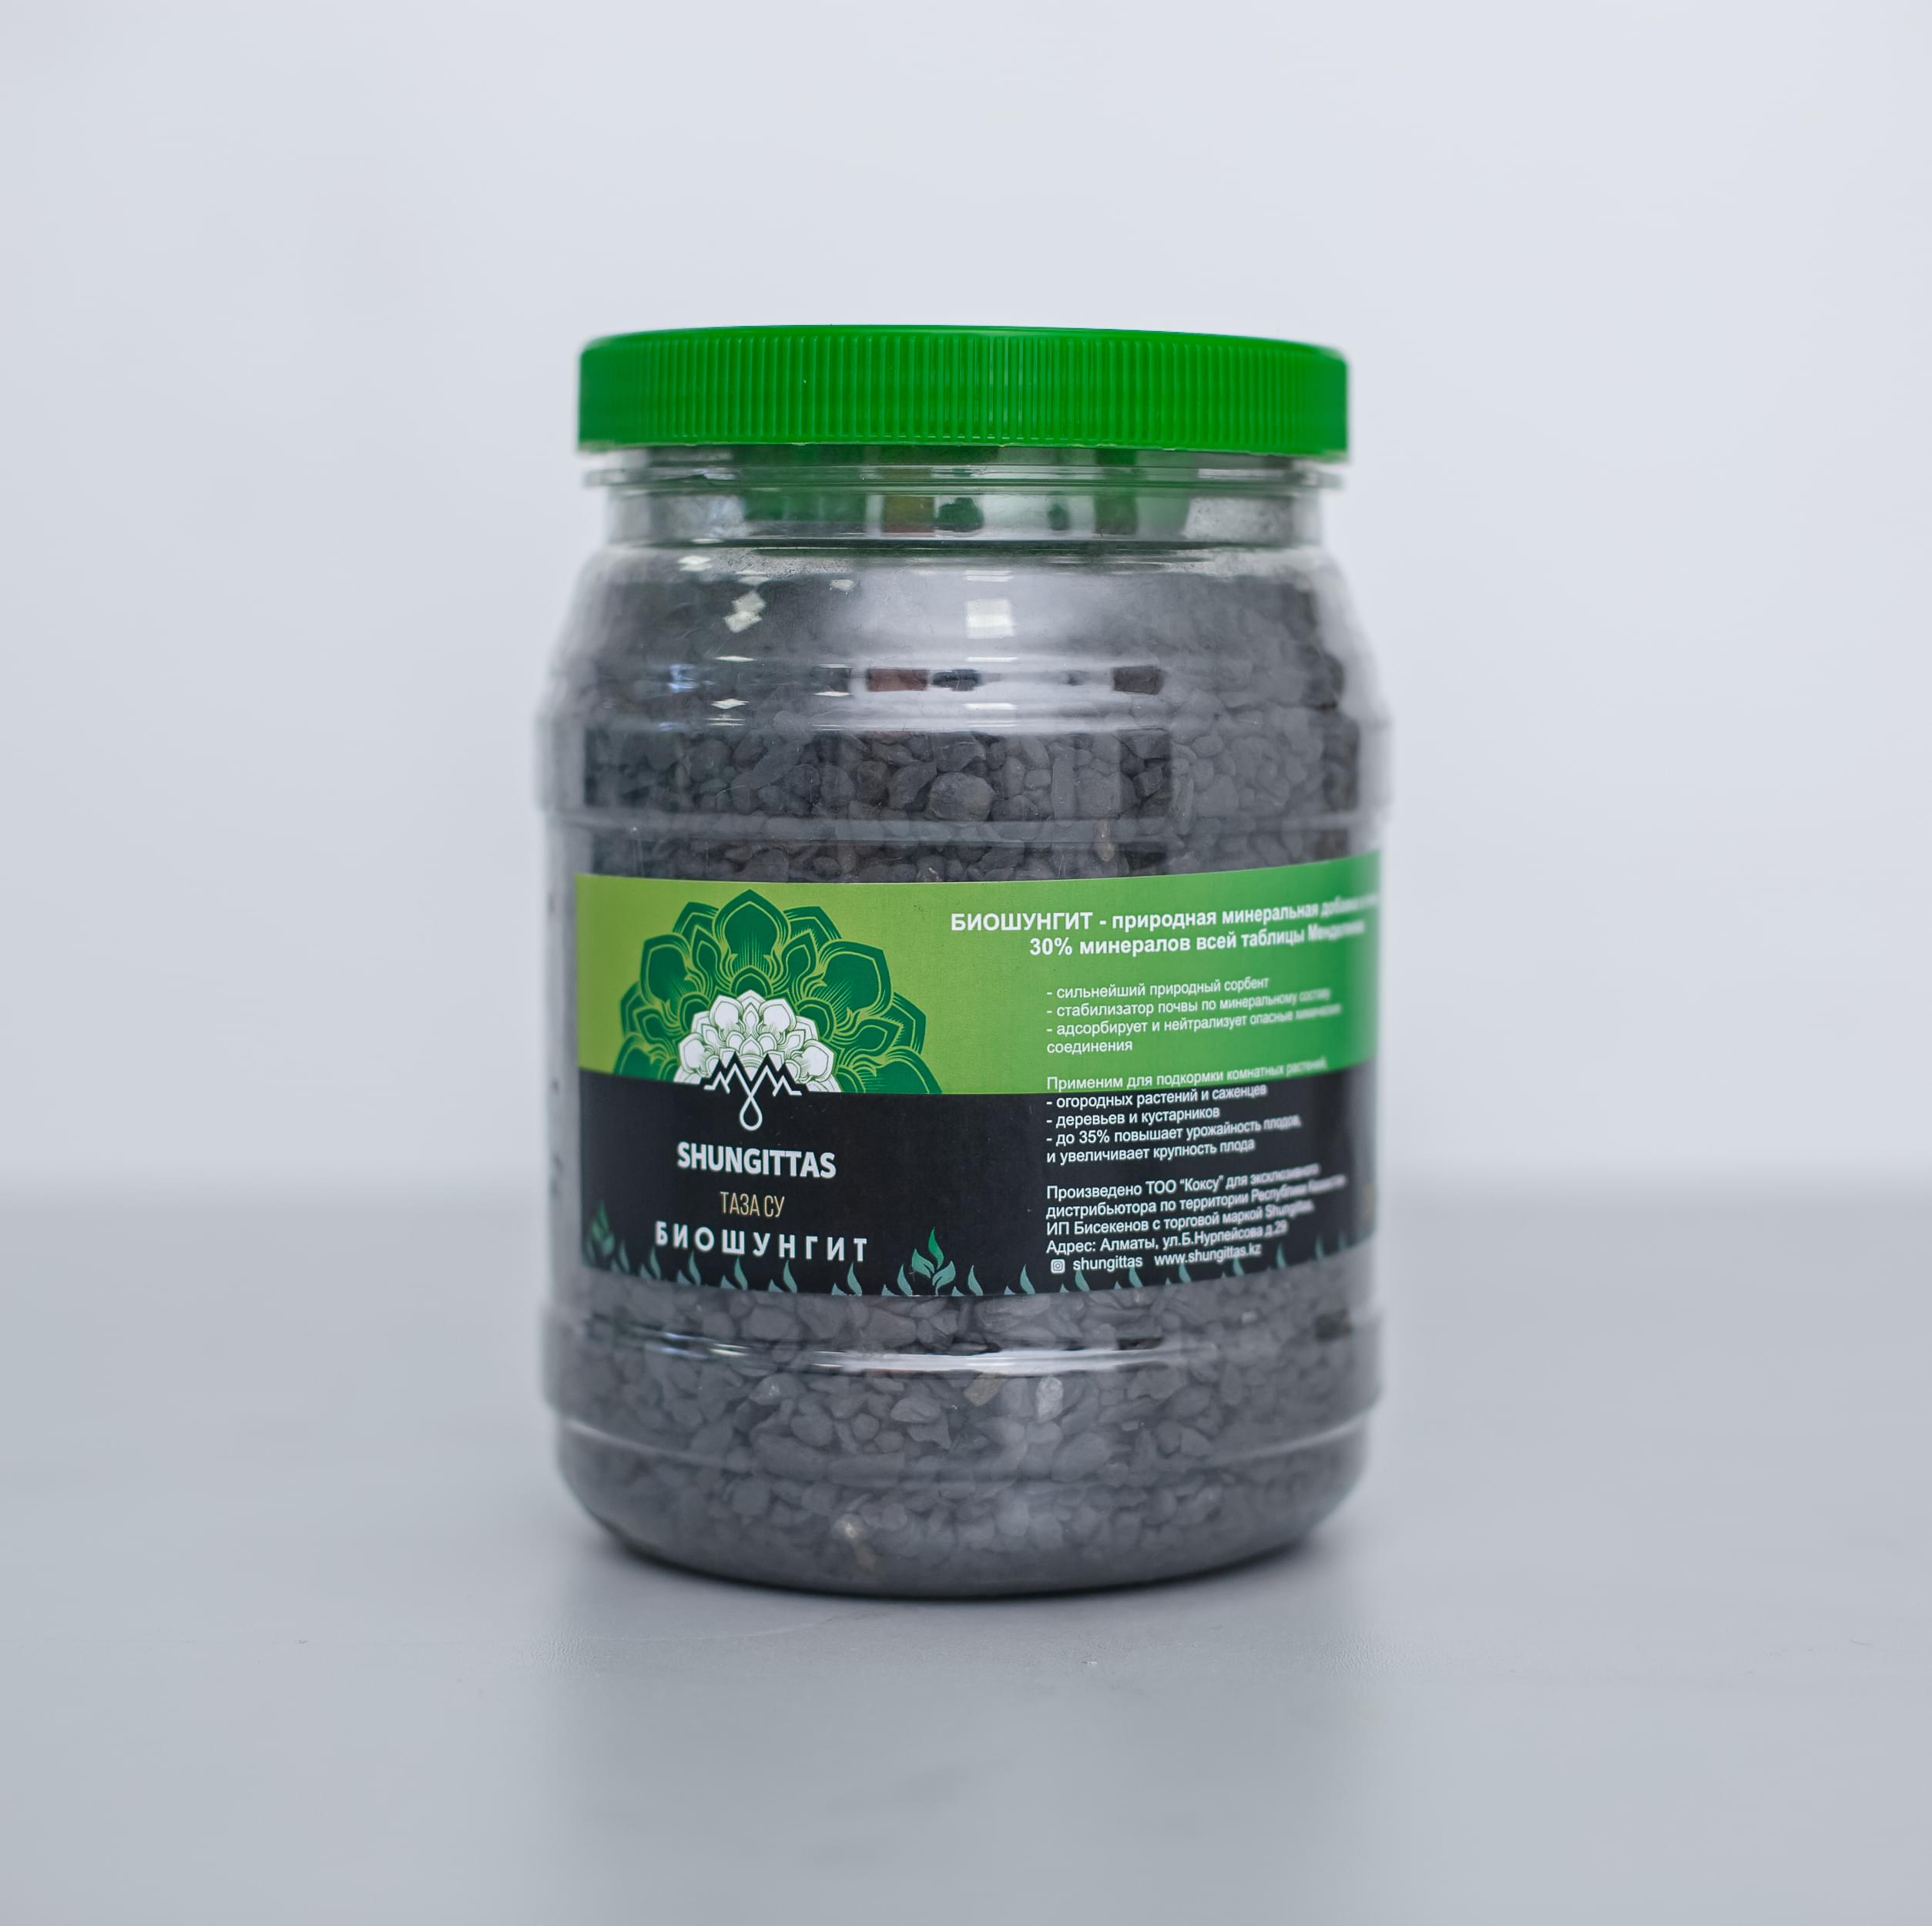 SHUNGITTAS
ТАЗА СУ
БИОШУНГИТ
БИОШУНГИТ - природная минеральная
30% минералов всей таблицы
- сильнейший природный сорбент
- стабилизатор почвы по минеральному составу
- адсорбирует и нейтрализует опасные химические
соединения
Применим для подкормки комнатных растений,
- огородных растений и саженцев
- деревьев и кустарников
- до 35% повышает урожайность плодов,
и увеличивает крупность плода
Произведено ТОО “Коксу” для эксклюзивного
дистрибьютора по территории Республики Казахстан
ИП Бисекенов с торговой маркой Shungittas
Адрес: Алматы, ул.Б.Нурпейсова д.29
shungittas www.shungittas.kz